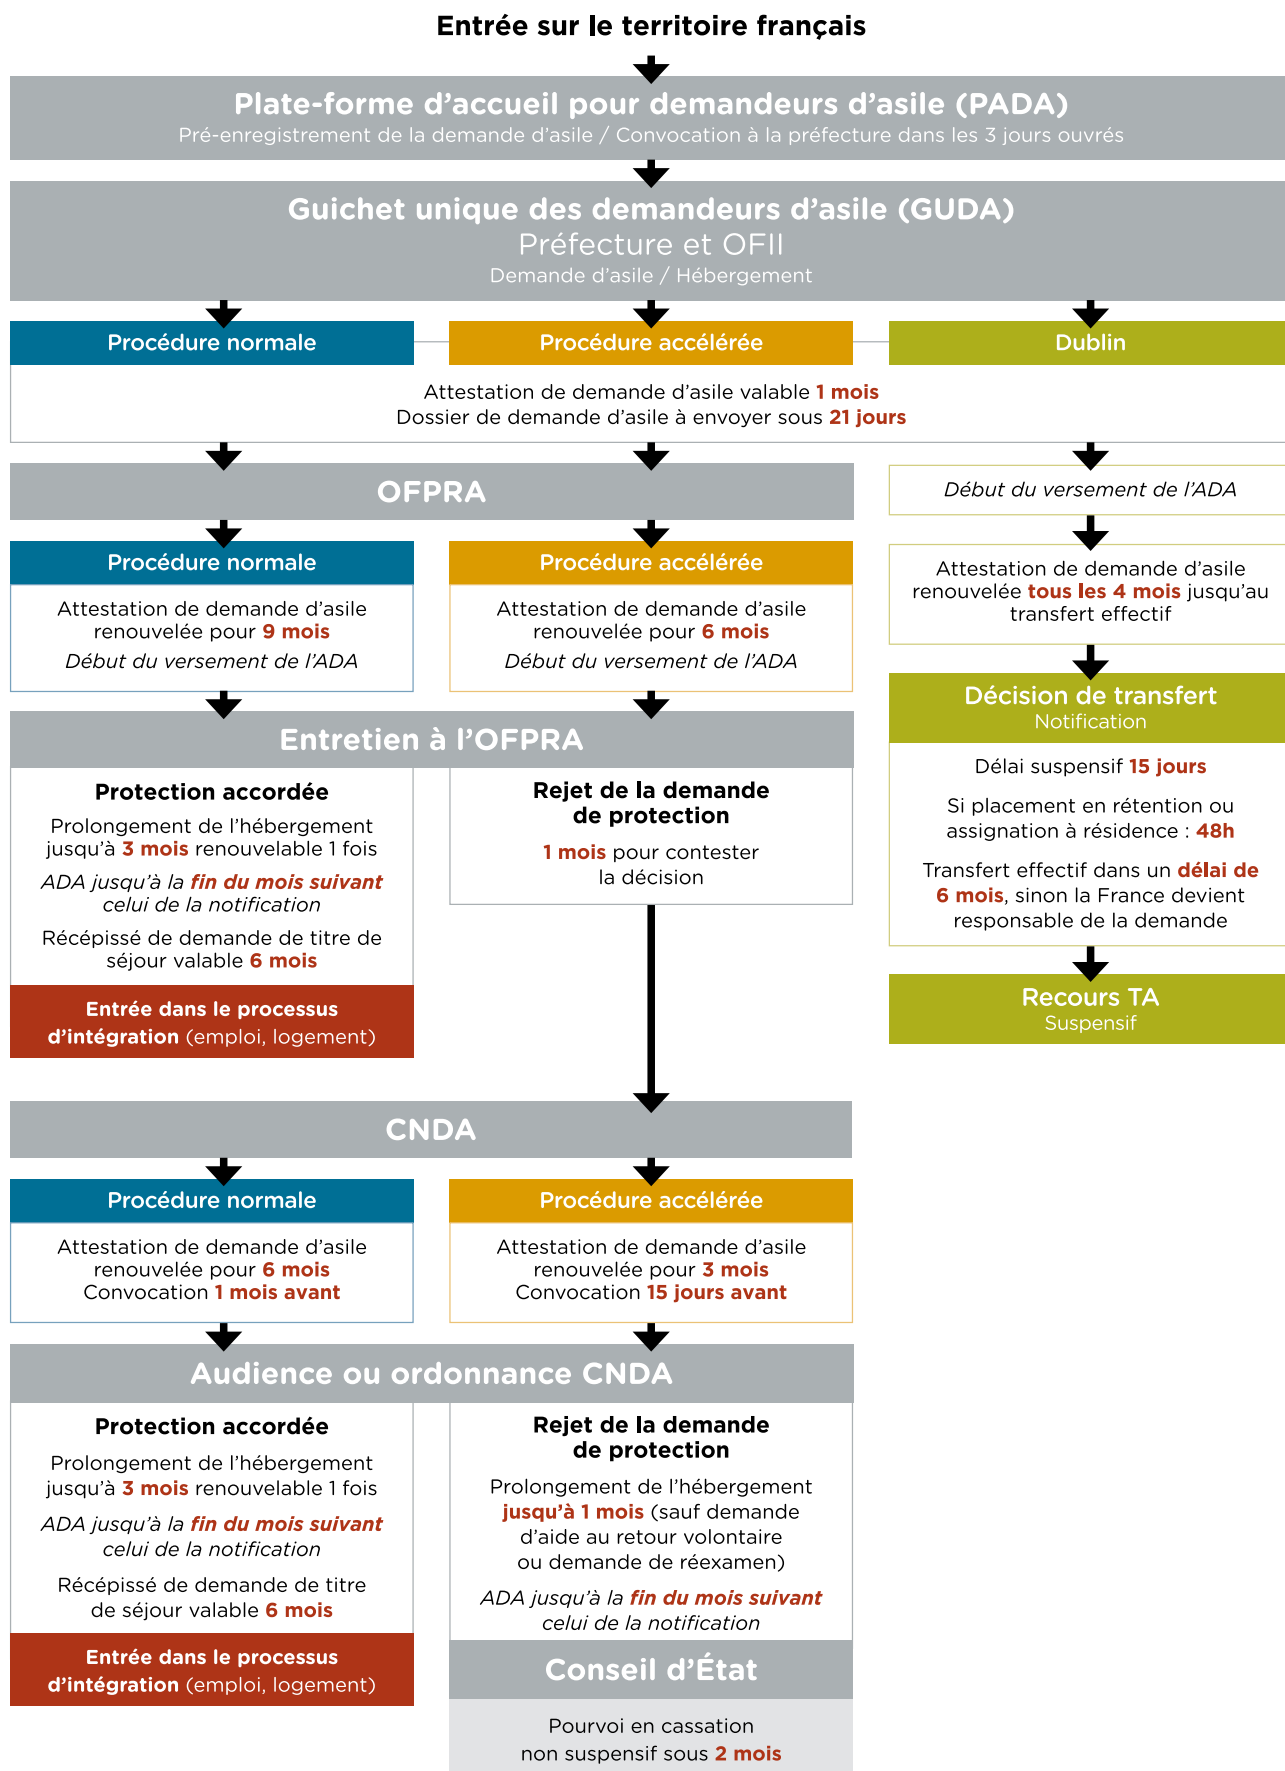 Entrée sur le territoire français
Plate-forme d'accueil pour demandeurs d'asile (PADA)
Pré-enregistrement de la demande d'asile / Convocation à la préfecture dans les 3 jours ouvrés
Guichet unique des demandeurs d'asile (GUDA)
Préfecture et OFII
Demande d'asile / Hébergement
Procédure normale
Procédure accélérée
Dublin
Attestation de demande d'asile valable 1 mois
Dossier de demande d'asile à envoyer sous 21 jours
OFPRA
Procédure normale
Attestation de demande d'asile
renouvelée pour 9 mois
Début du versement de l'ADA
Procédure accélérée
Attestation de demande d'asile
renouvelée pour 6 mois
Début du versement de l'ADA
Entretien à l'OFPRA
Protection accordée
Prolongement de l'hébergement
jusqu'à 3 mois renouvelable 1 fois
ADA jusqu'à la fin du mois suivant
celui de la notification
Récépissé de demande de titre de
séjour valable 6 mois
Entrée dans le processus
d'intégration (emploi, logement)
Rejet de la demande
de protection
1 mois pour contester
la décision
Début du versement de l'ADA
Attestation de demande d'asile
renouvelée tous les 4 mois jusqu'au
transfert effectif
Décision de transfert
Notification
Délai suspensif 15 jours
Si placement en rétention ou
assignation à résidence : 48h
Transfert effectif dans un délai de
6 mois, sinon la France devient
responsable de la demande
Recours TA
Suspensif
CNDA
Procédure normale
Attestation de demande d'asile
renouvelée pour 6 mois
Convocation 1 mois avant
Procédure accélérée
Attestation de demande d'asile
renouvelée pour 3 mois
Convocation 15 jours avant
Audience ou ordonnance CNDA
Protection accordée
Prolongement de l'hébergement
jusqu'à 3 mois renouvelable 1 fois
ADA jusqu'à la fin du mois suivant
celui de la notification
Récépissé de demande de titre
de séjour valable 6 mois
Entrée dans le processus
d'intégration (emploi, logement)
Rejet de la demande
de protection
Prolongement de l'hébergement
jusqu'à 1 mois (sauf demande
d'aide au retour volontaire
ou demande de réexamen)
ADA jusqu'à la fin du mois suivant
celui de la notification
Conseil d'État
Pourvoi en cassation
non suspensif sous 2 mois